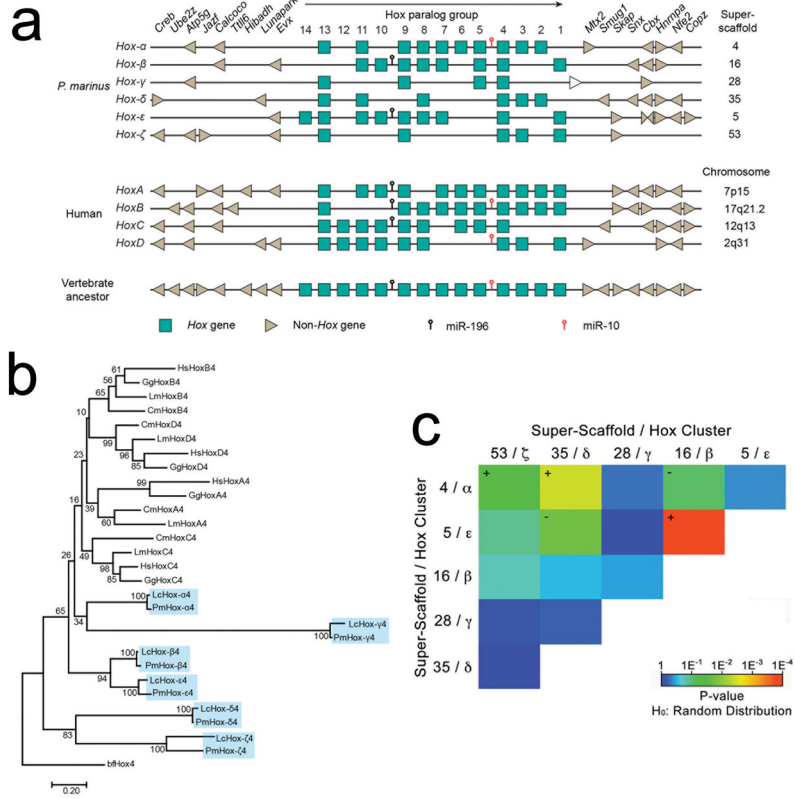 a
Creb
Ube2z
Atp5g
Jazf
Calcoco
Ttll6
Hibadh
Lunapark
Evx
Hox paralog group
14 13 12 11 10 9 8 7 6 5 4 3 2 1
Mtx2
Smug1
Skap
Snx
Cbx
Hnrnpa
Nfe2
Copz
Super-
scaffold
P. marinus
Hox-α 4
Hox-β 16
Hox-γ 28
Hox-δ 35
Hox-ε 5
Hox-ζ 53
Chromosome
Human
HoxA 7p15
HoxB 17q21.2
HoxC 12q13
HoxD 2q31
Vertebrate
ancestor
Hox gene Non-Hox gene miR-196 miR-10
b
61 HsHoxB4
56 GgHoxB4
65 LmHoxB4
CmHoxB4
10
CmHoxD4
99 LmHoxD4
96 HsHoxD4
85 GgHoxD4
23
99 HsHoxA4
GgHoxA4
39
CmHoxA4
60 LmHoxA4
16
CmHoxC4
49 LmHoxC4
98 HsHoxC4
85 GgHoxC4
26
100 LcHox-α4
PmHox-α4
34
LcHox-γ4
100 PmHox-γ4
65
100 LcHox-β4
PmHox-β4
94
LcHox-ε4
100 PmHox-ε4
100 LcHox-δ4
PmHox-δ4
83
LcHox-ζ4
100 PmHox-ζ4
bfHox4
0.20
c
Super-Scaffold / Hox Cluster
53 / ζ 35 / δ 28 / γ 16 / β 5 / ε
Super-Scaffold / Hox Cluster
4 / α + + -
5 / ε - +
16 / β
28 / γ
35 / δ
1 1E-1 1E-2 1E-3 1E-4
P-value
H₀: Random Distribution